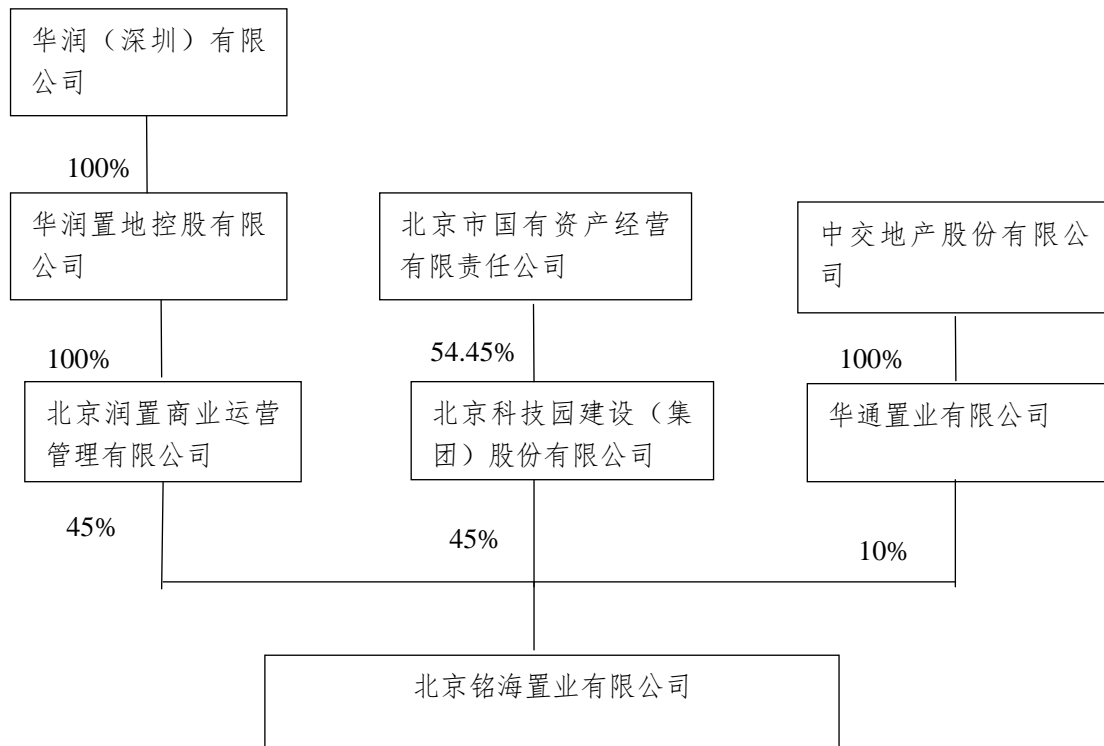 华润（深圳）有限
公司
100%
华润置地控股有限
公司
北京市国有资产经营
有限责任公司
中交地产股份有限公
司
100%
54.45%
100%
北京润置商业运营
管理有限公司
北京科技园建设（集
团）股份有限公司
华通置业有限公司
45%
45%
10%
北京铭海置业有限公司